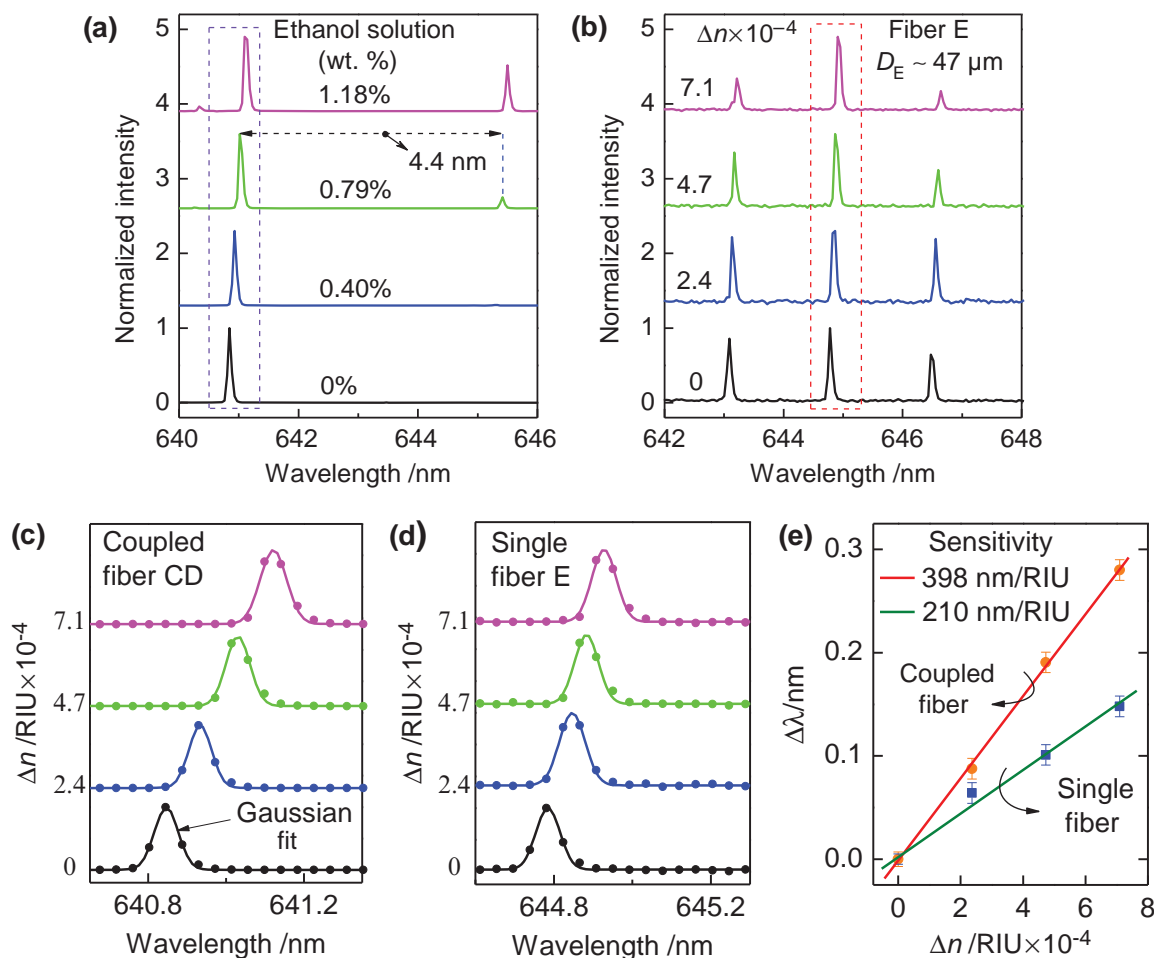 (a)
Ethanol solution
(wt. %)
1.18%
4.4 nm
0.79%
0.40%
0%
5
4
3
2
1
0
Normalized intensity
640 642 644 646
Wavelength /nm
(b)
Δn×10⁻⁴
Fiber E
D_E ~ 47 µm
7.1
4.7
2.4
0
5
4
3
2
1
0
Normalized intensity
642 644 646 648
Wavelength /nm
(c)
Coupled
fiber CD
7.1
4.7
2.4
0
Gaussian
fit
Δn /RIU×10⁻⁴
640.8 641.2
Wavelength /nm
(d)
Single
fiber E
7.1
4.7
2.4
0
Δn /RIU×10⁻⁴
644.8 645.2
Wavelength /nm
(e)
Sensitivity
398 nm/RIU
210 nm/RIU
Coupled
fiber
Single
fiber
0.3
0.2
0.1
0.0
Δλ/nm
0 2 4 6 8
Δn /RIU×10⁻⁴